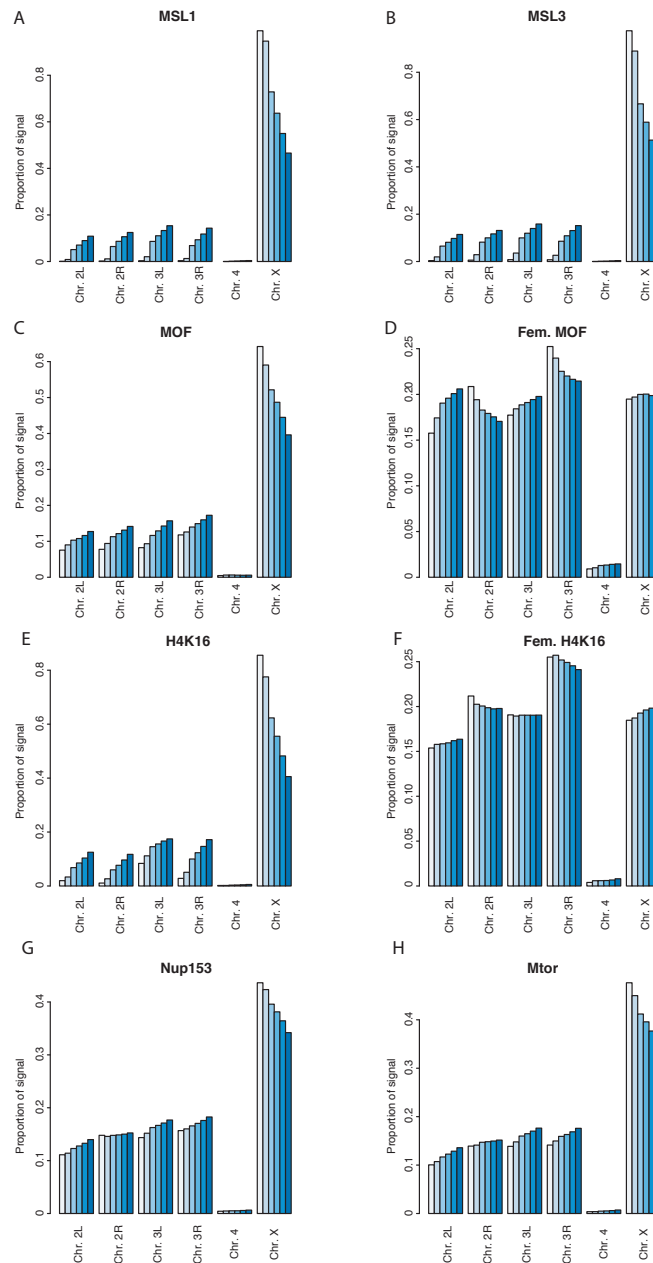 A
MSL1
Proportion of signal
0
0.2
0.4
0.6
0.8
Chr. 2L
Chr. 2R
Chr. 3L
Chr. 3R
Chr. 4
Chr. X
B
MSL3
Proportion of signal
0
0.2
0.4
0.6
0.8
Chr. 2L
Chr. 2R
Chr. 3L
Chr. 3R
Chr. 4
Chr. X
C
MOF
Proportion of signal
0
0.1
0.2
0.3
0.4
0.5
0.6
Chr. 2L
Chr. 2R
Chr. 3L
Chr. 3R
Chr. 4
Chr. X
D
Fem. MOF
Proportion of signal
0
0.05
0.10
0.15
0.20
0.25
Chr. 2L
Chr. 2R
Chr. 3L
Chr. 3R
Chr. 4
Chr. X
E
H4K16
Proportion of signal
0
0.2
0.4
0.6
0.8
Chr. 2L
Chr. 2R
Chr. 3L
Chr. 3R
Chr. 4
Chr. X
F
Fem. H4K16
Proportion of signal
0
0.05
0.10
0.15
0.20
0.25
Chr. 2L
Chr. 2R
Chr. 3L
Chr. 3R
Chr. 4
Chr. X
G
Nup153
Proportion of signal
0
0.1
0.2
0.3
0.4
Chr. 2L
Chr. 2R
Chr. 3L
Chr. 3R
Chr. 4
Chr. X
H
Mtor
Proportion of signal
0
0.1
0.2
0.3
0.4
Chr. 2L
Chr. 2R
Chr. 3L
Chr. 3R
Chr. 4
Chr. X